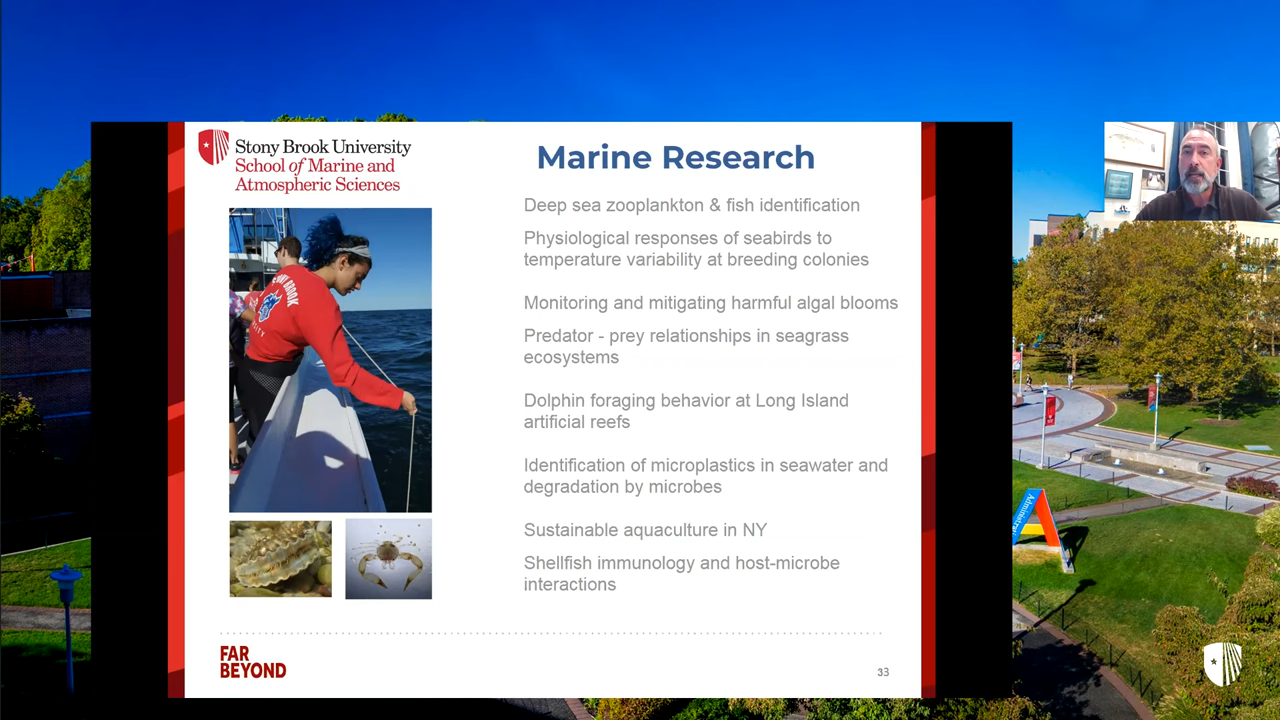 Stony Brook University
School of Marine and
Atmospheric Sciences
Marine Research
Deep sea zooplankton & fish identification
Physiological responses of seabirds to
temperature variability at breeding colonies
Monitoring and mitigating harmful algal blooms
Predator - prey relationships in seagrass
ecosystems
Dolphin foraging behavior at Long Island
artificial reefs
Identification of microplastics in seawater and
degradation by microbes
Sustainable aquaculture in NY
Shellfish immunology and host-microbe
interactions
FAR
BEYOND
33